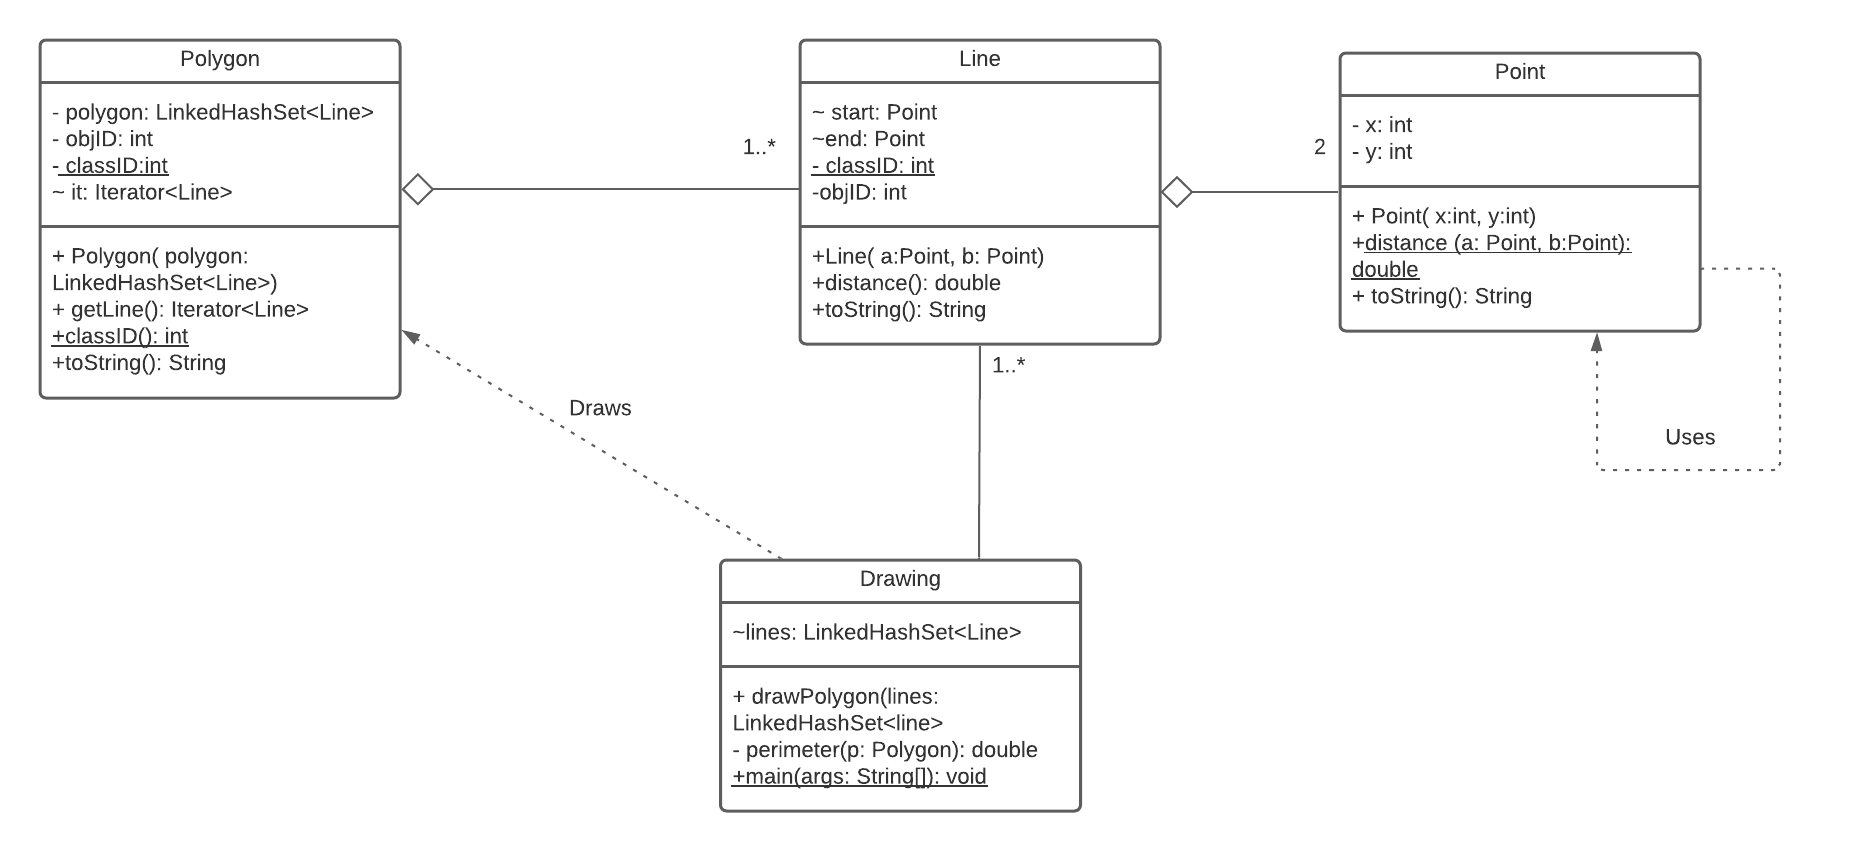 Polygon
- polygon: LinkedHashSet<Line>
- objID: int
- classID:int
~ it: Iterator<Line>
+ Polygon( polygon:
LinkedHashSet<Line>)
+ getLine(): Iterator<Line>
+classID(): int
+toString(): String
1..*
Line
~ start: Point
~end: Point
- classID: int
-objID: int
+Line( a:Point, b: Point)
+distance(): double
+toString(): String
2
Point
- x: int
- y: int
+ Point( x:int, y:int)
+distance (a: Point, b:Point):
double
+ toString(): String
1..*
Draws
Uses
Drawing
~lines: LinkedHashSet<Line>
+ drawPolygon(lines:
LinkedHashSet<line>
- perimeter(p: Polygon): double
+main(args: String[]): void